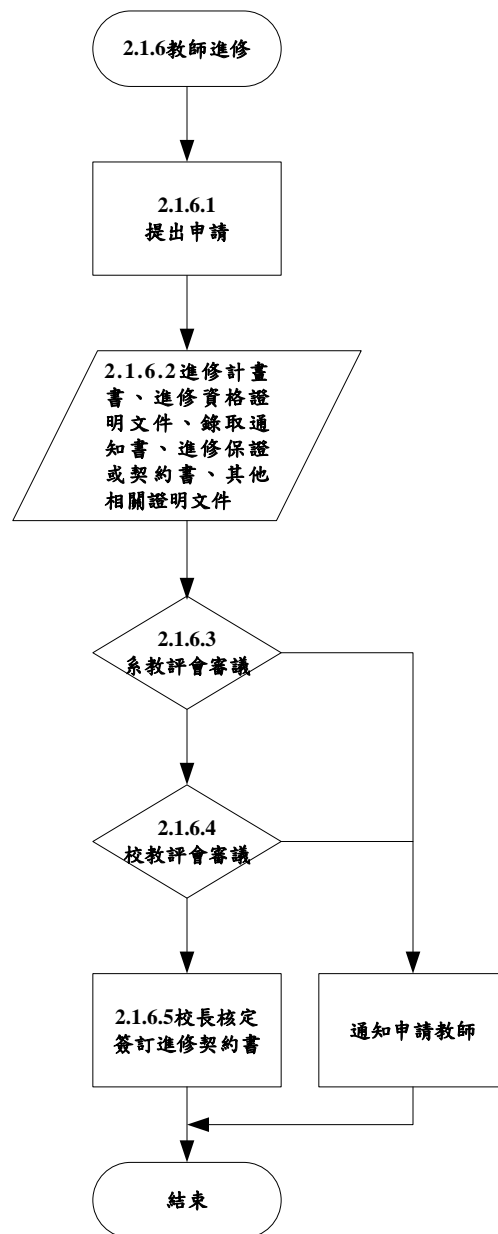 2.1.6教師進修
2.1.6.1
提出申請
2.1.6.2進修計畫
書、進修資格證
明文件、錄取通
知書、進修保證
或契約書、其他
相關證明文件
2.1.6.3
系教評會審議
2.1.6.4
校教評會審議
2.1.6.5校長核定
簽訂進修契約書
通知申請教師
結束